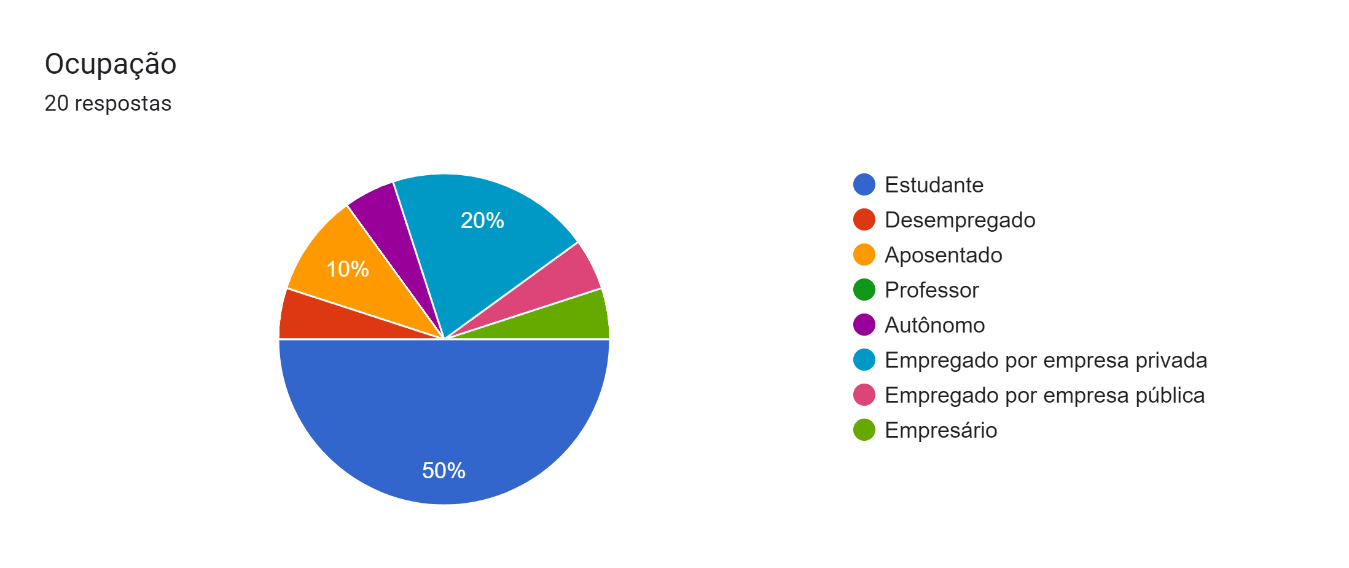 Ocupação
20 respostas
20%
10%
50%
Estudante
Desempregado
Aposentado
Professor
Autônomo
Empregado por empresa privada
Empregado por empresa pública
Empresário